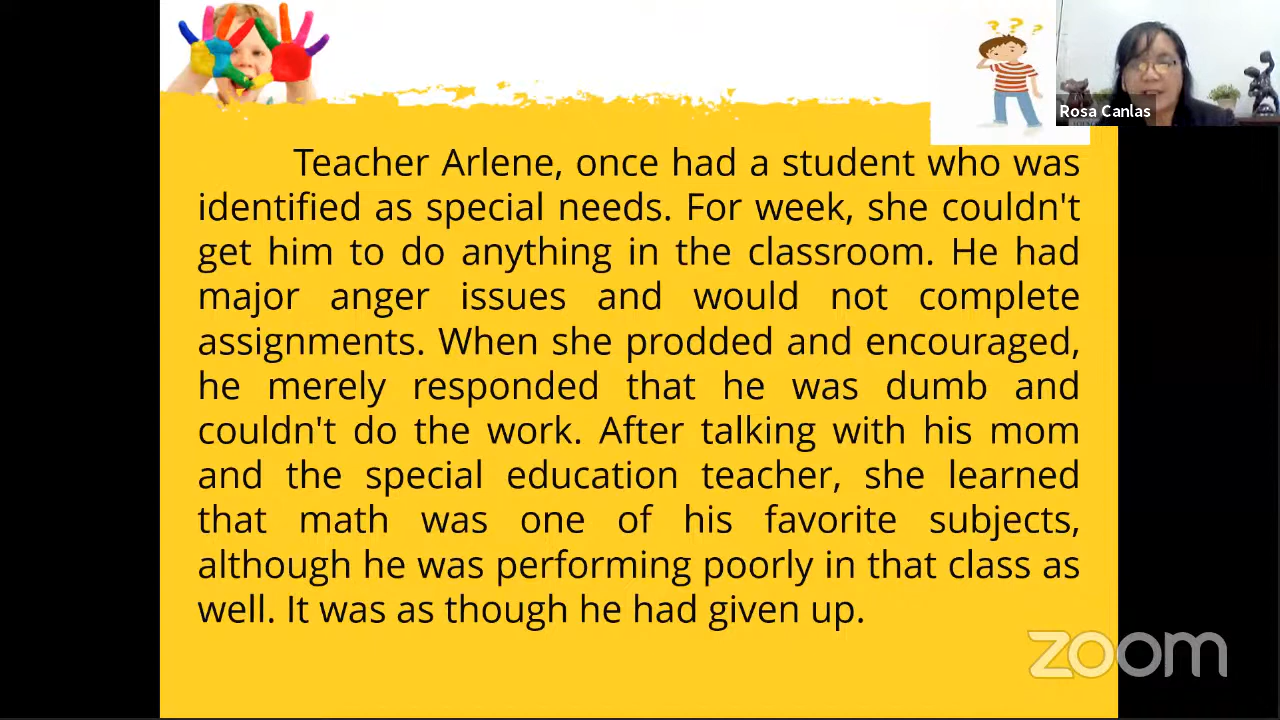 ? ? ?
Rosa Canlas
Teacher Arlene, once had a student who was
identified as special needs. For week, she couldn't
get him to do anything in the classroom. He had
major anger issues and would not complete
assignments. When she prodded and encouraged,
he merely responded that he was dumb and
couldn't do the work. After talking with his mom
and the special education teacher, she learned
that math was one of his favorite subjects,
although he was performing poorly in that class as
well. It was as though he had given up.
zoom